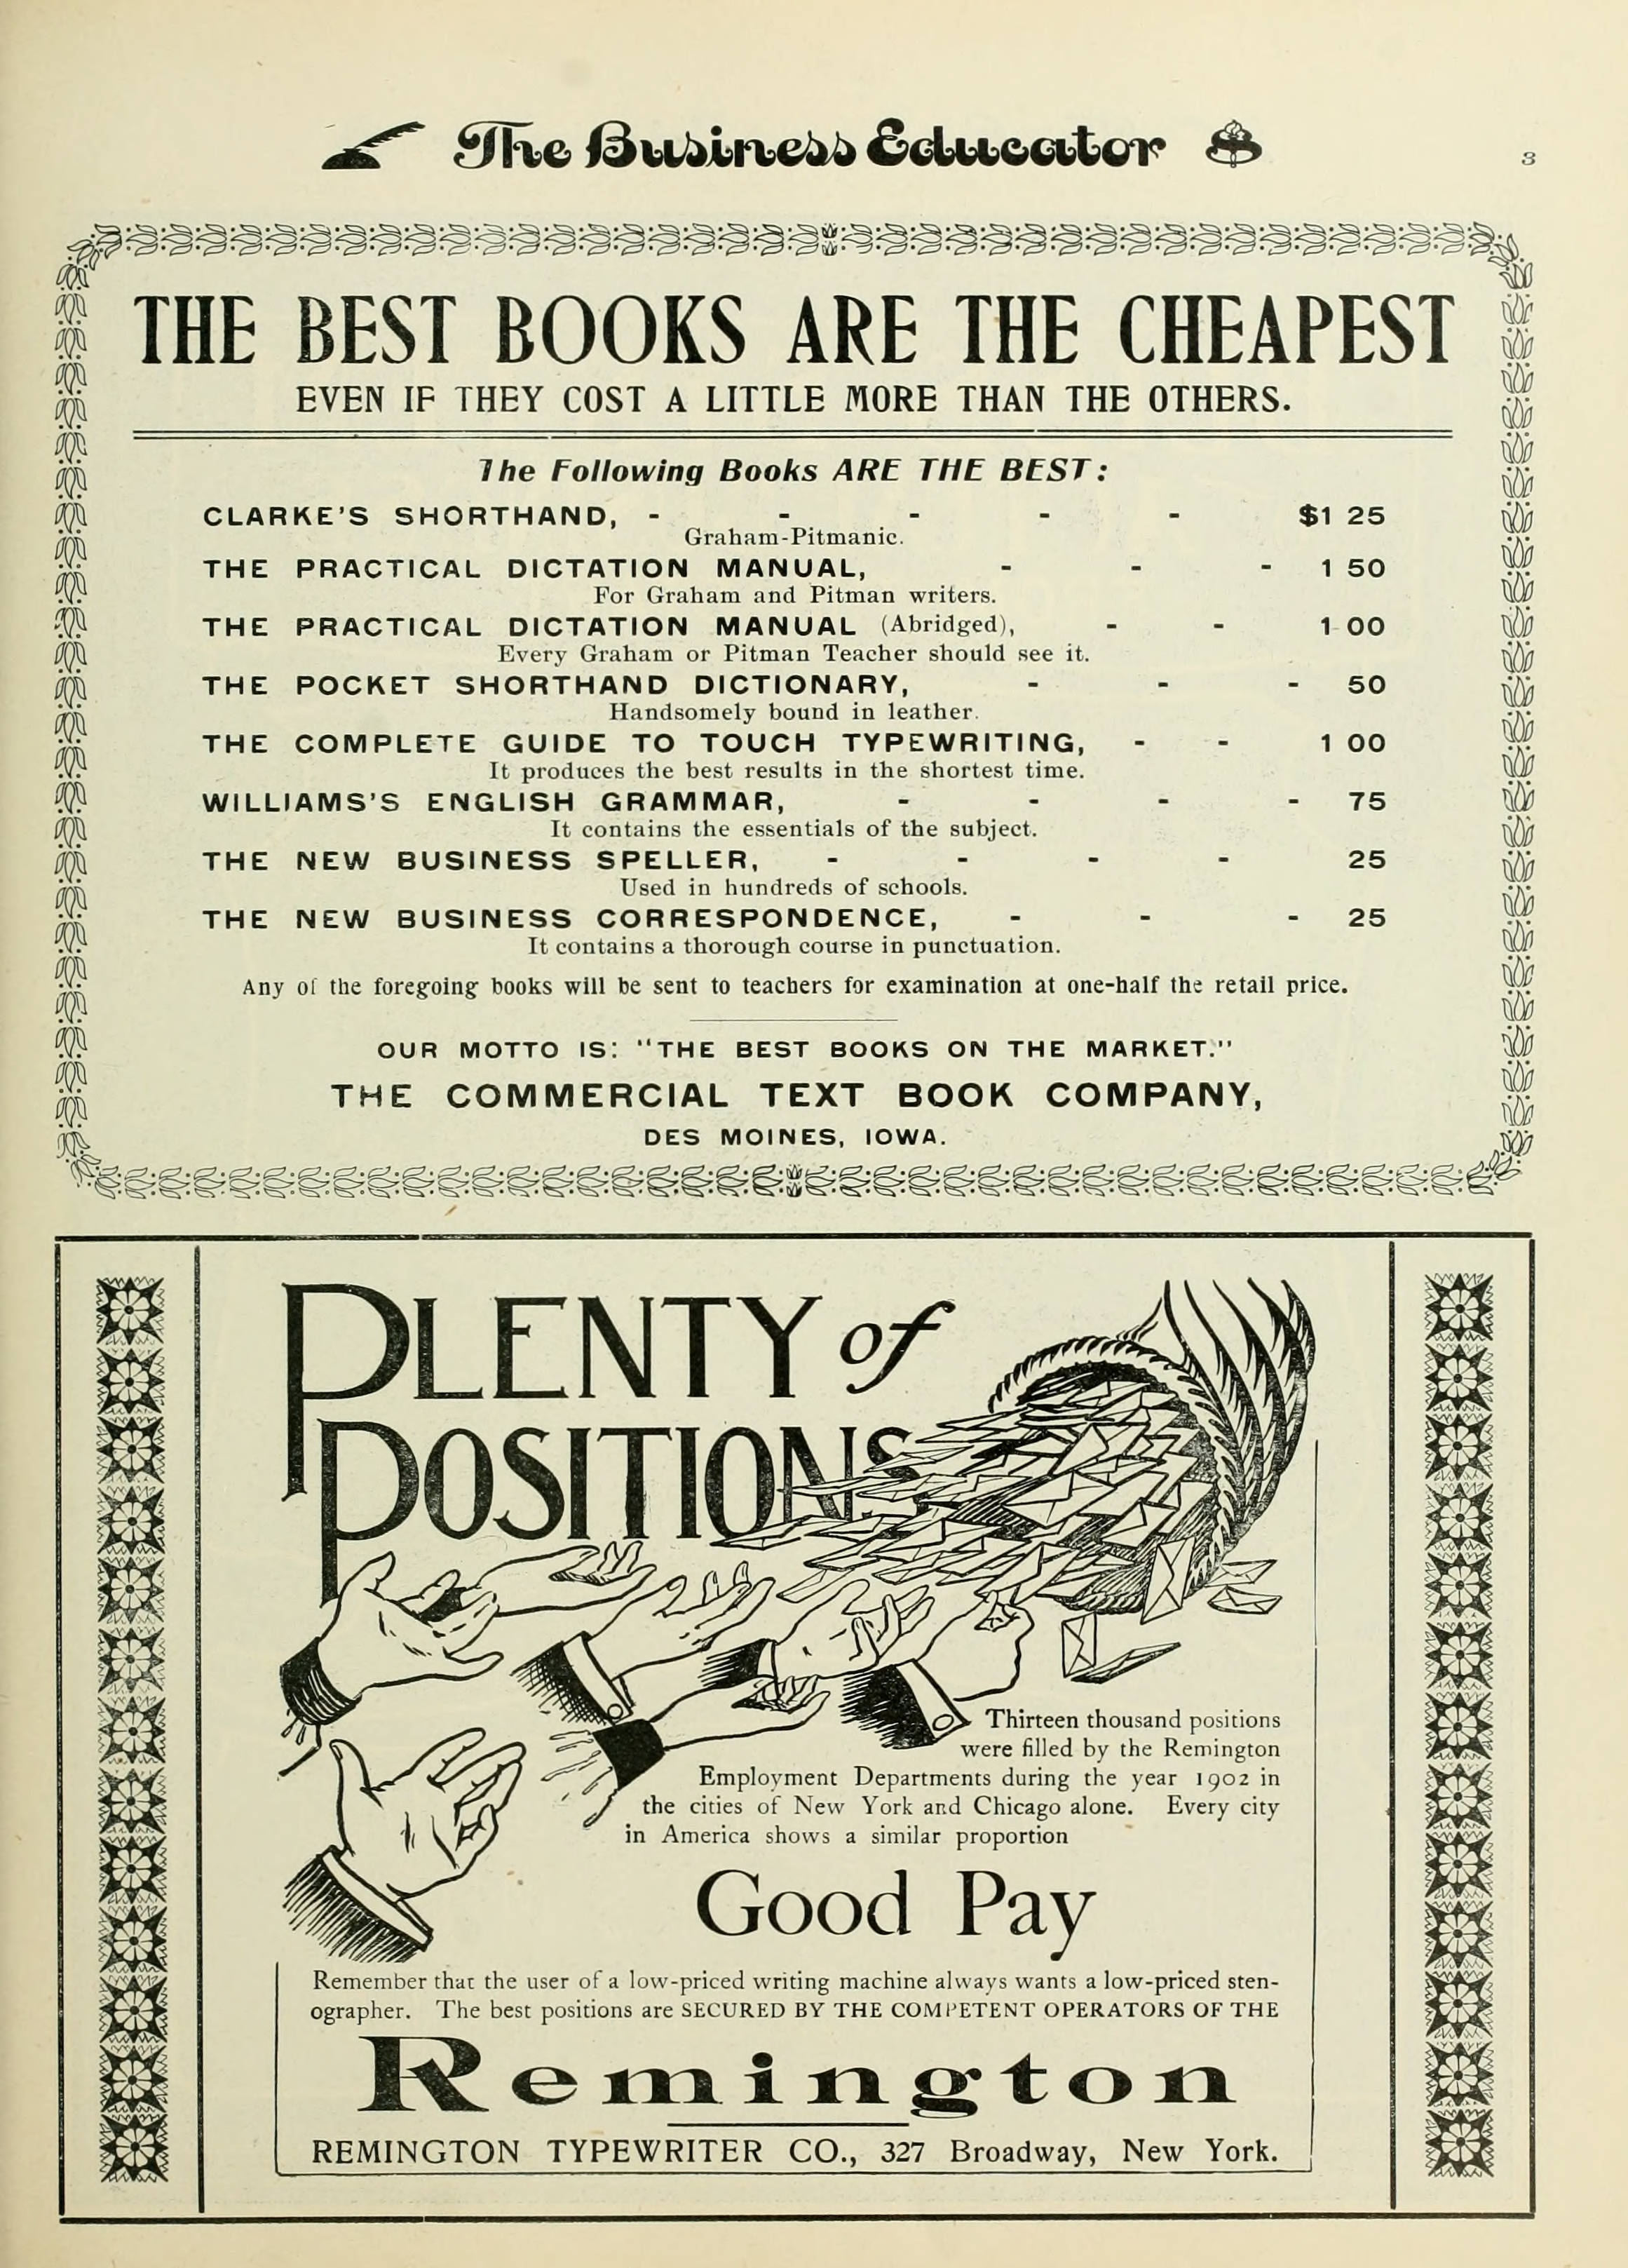 The Business Educator
3
THE BEST BOOKS ARE THE CHEAPEST
EVEN IF THEY COST A LITTLE MORE THAN THE OTHERS.
The Following Books ARE THE BEST:
CLARKE'S SHORTHAND, - - - - - $1 25
Graham-Pitmanic.
THE PRACTICAL DICTATION MANUAL, - - - 1 50
For Graham and Pitman writers.
THE PRACTICAL DICTATION MANUAL (Abridged), - - 1 00
Every Graham or Pitman Teacher should see it.
THE POCKET SHORTHAND DICTIONARY, - - - 50
Handsomely bound in leather.
THE COMPLETE GUIDE TO TOUCH TYPEWRITING, - - 1 00
It produces the best results in the shortest time.
WILLIAMS'S ENGLISH GRAMMAR, - - - - 75
It contains the essentials of the subject.
THE NEW BUSINESS SPELLER, - - - - 25
Used in hundreds of schools.
THE NEW BUSINESS CORRESPONDENCE, - - - 25
It contains a thorough course in punctuation.
Any of the foregoing books will be sent to teachers for examination at one-half the retail price.
OUR MOTTO IS: "THE BEST BOOKS ON THE MARKET."
THE COMMERCIAL TEXT BOOK COMPANY,
DES MOINES, IOWA.
PLENTY of
POSITIONS
Thirteen thousand positions
were filled by the Remington
Employment Departments during the year 1902 in
the cities of New York and Chicago alone. Every city
in America shows a similar proportion
Good Pay
Remember that the user of a low-priced writing machine always wants a low-priced sten-
ographer. The best positions are SECURED BY THE COMPETENT OPERATORS OF THE
Remington
REMINGTON TYPEWRITER CO., 327 Broadway, New York.